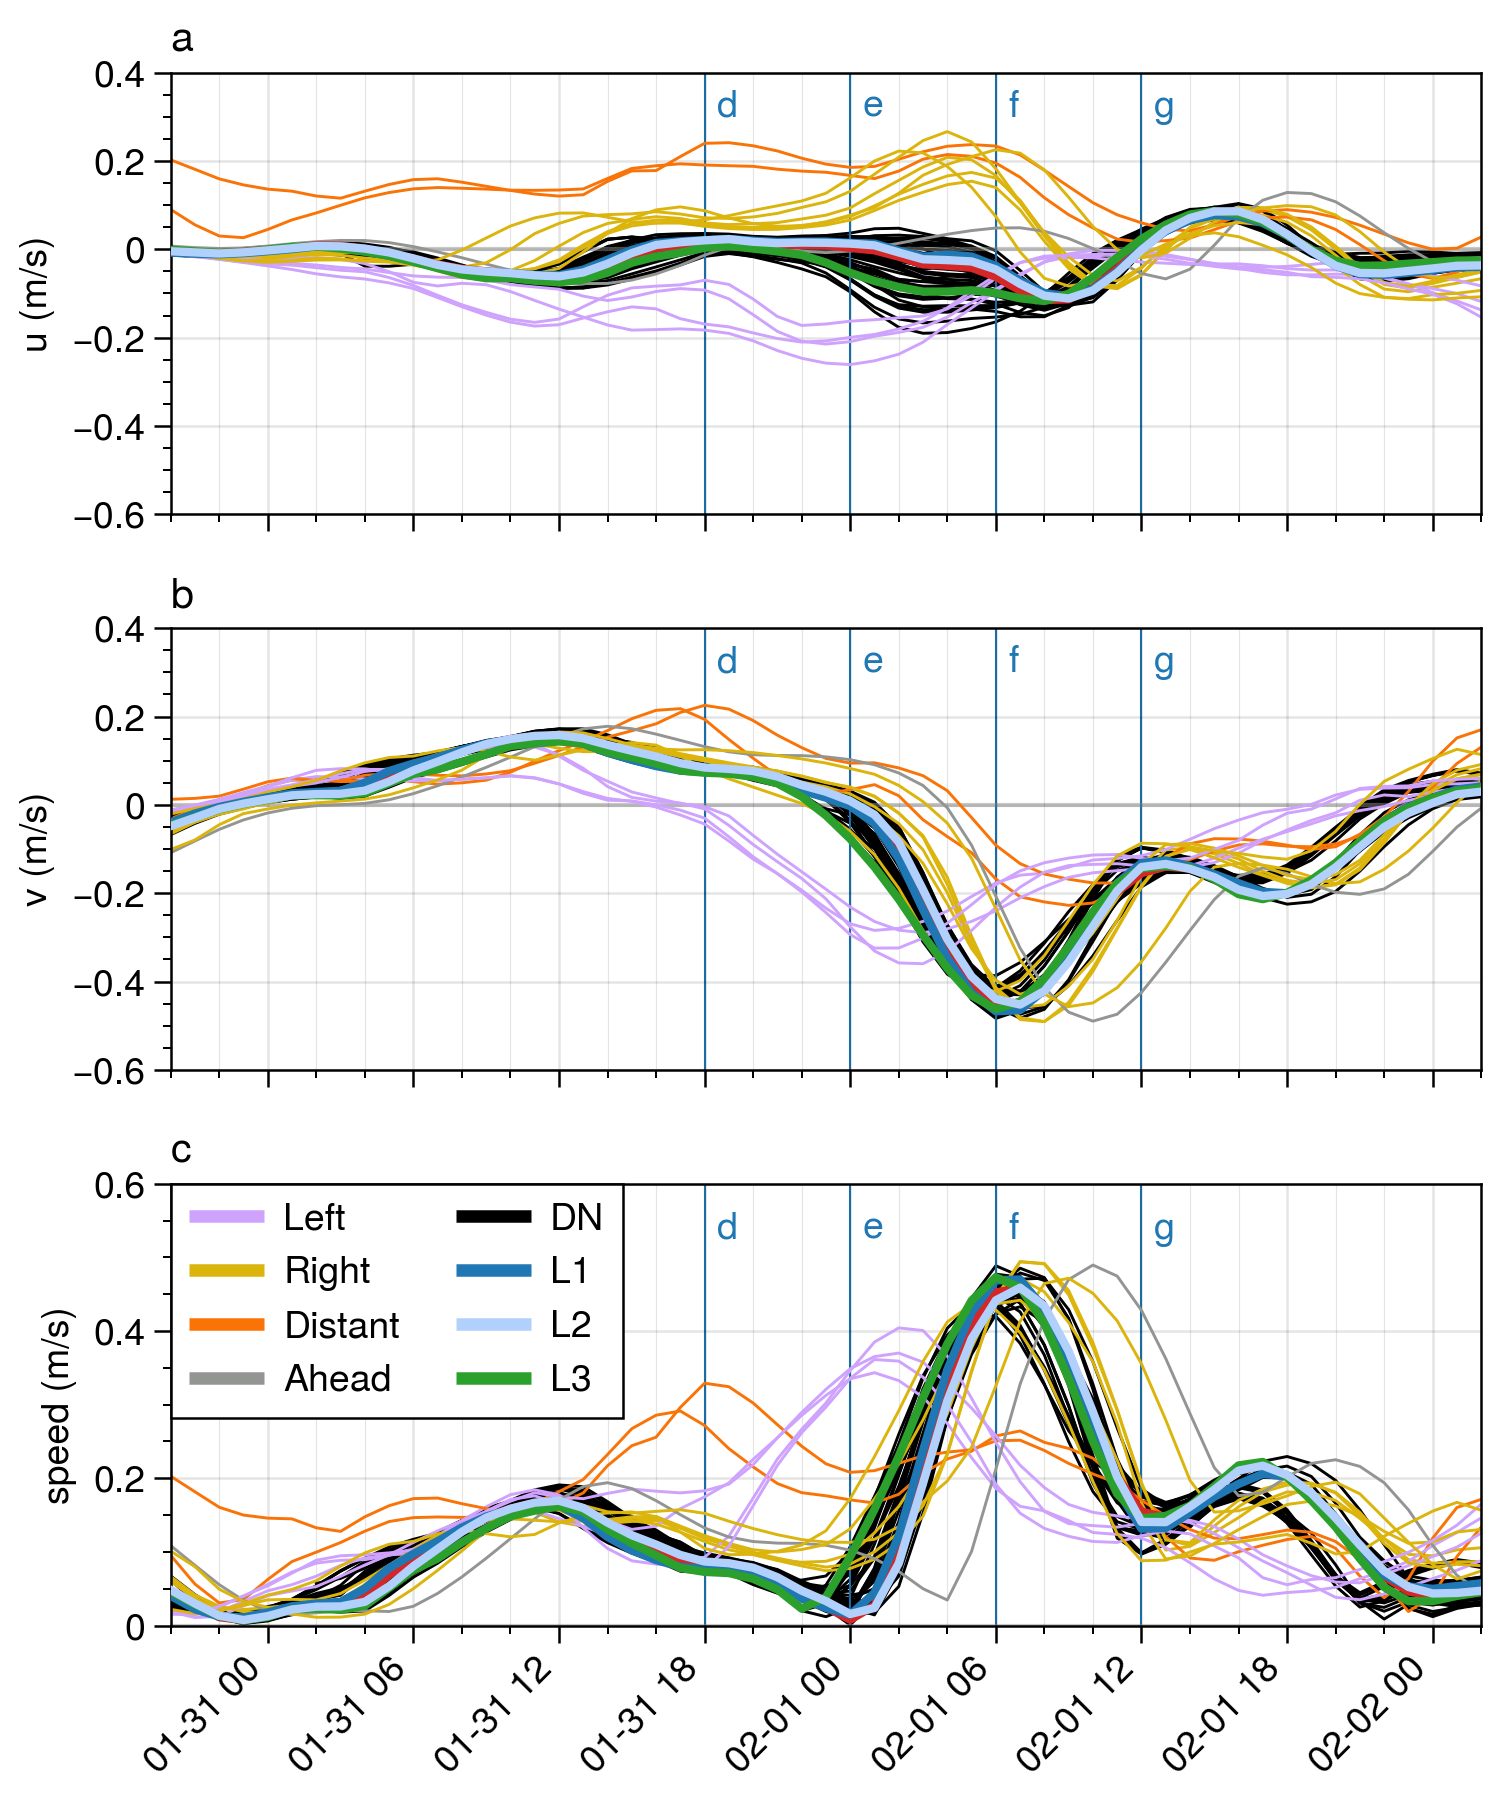 a
0.4
0.2
0
−0.2
−0.4
−0.6
u (m/s)
d e f g
b
0.4
0.2
0
−0.2
−0.4
−0.6
v (m/s)
d e f g
c
0.6
0.4
0.2
0
speed (m/s)
d e f g
Left DN
Right L1
Distant L2
Ahead L3
01-31 00 01-31 06 01-31 12 01-31 18 02-01 00 02-01 06 02-01 12 02-01 18 02-02 00